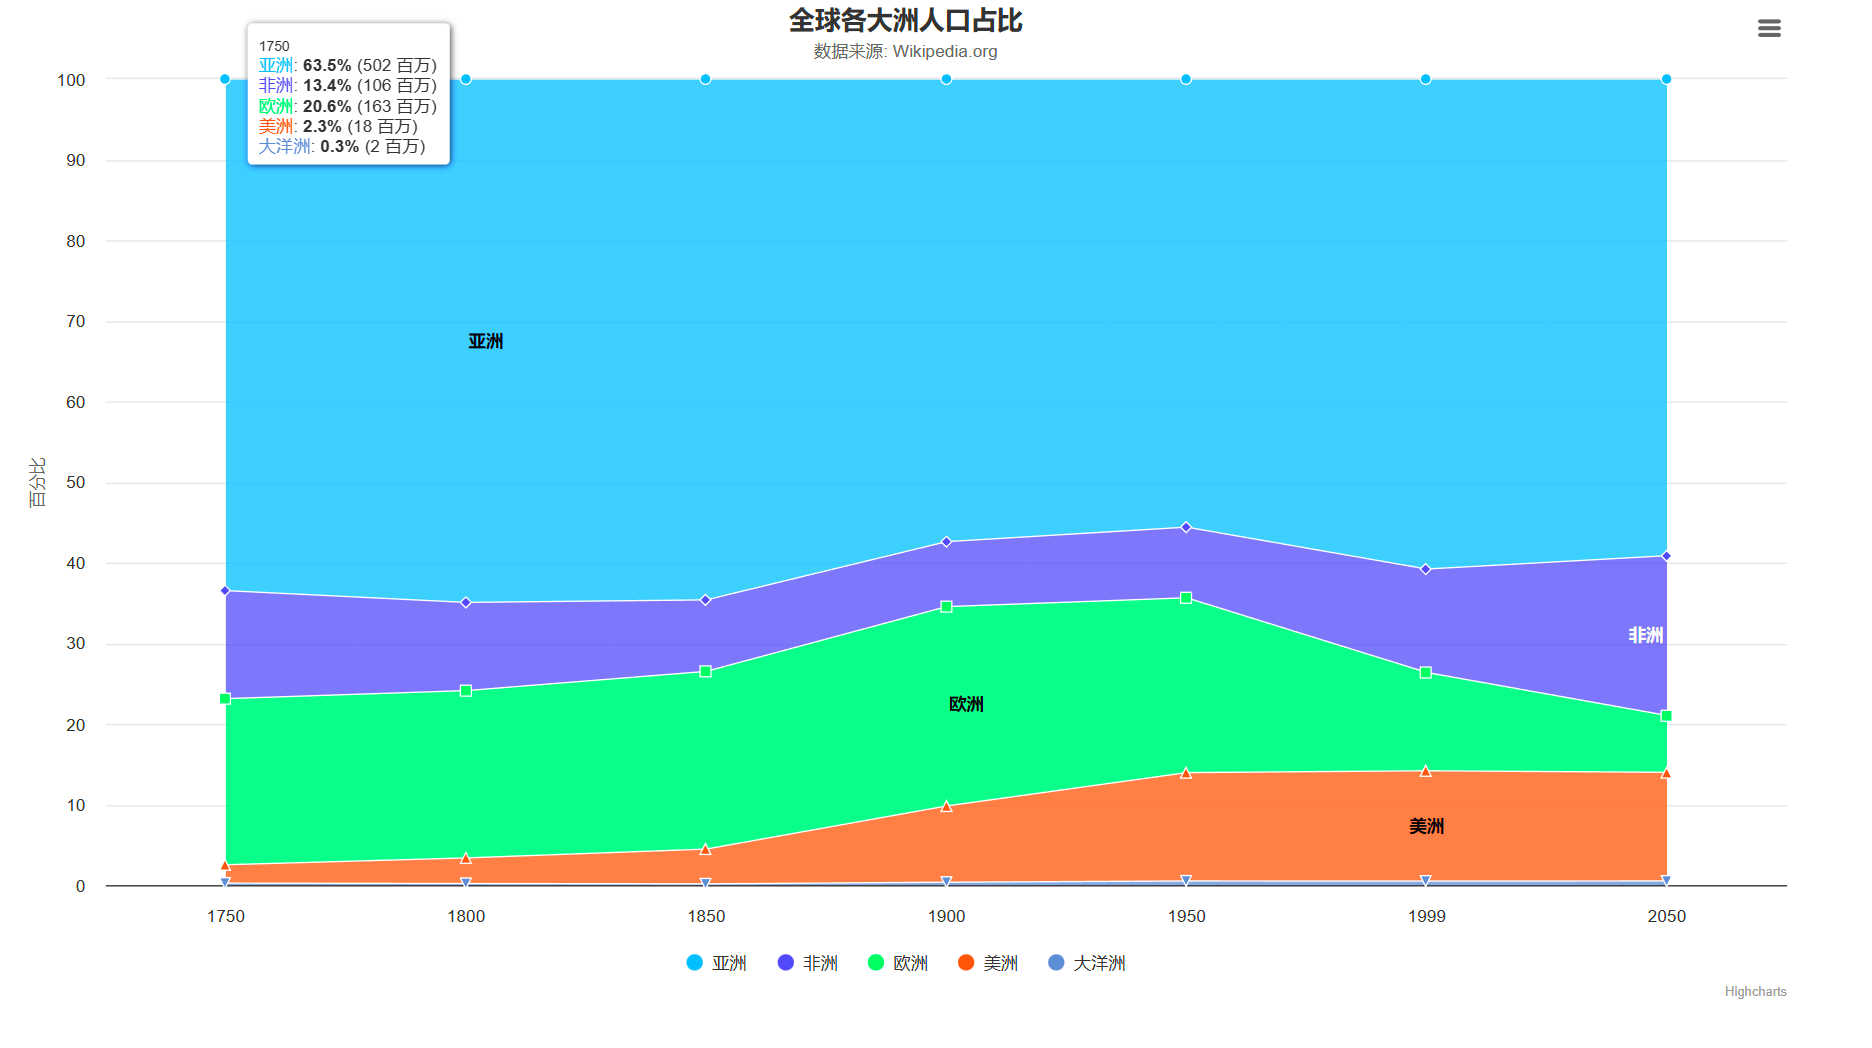 全球各大洲人口占比
数据来源: Wikipedia.org
1750
亚洲: 63.5% (502 百万)
非洲: 13.4% (106 百万)
欧洲: 20.6% (163 百万)
美洲: 2.3% (18 百万)
大洋洲: 0.3% (2 百万)
百分比
100
90
80
70
60
50
40
30
20
10
0
亚洲
非洲
欧洲
美洲
1750 1800 1850 1900 1950 1999 2050
亚洲 非洲 欧洲 美洲 大洋洲
Highcharts